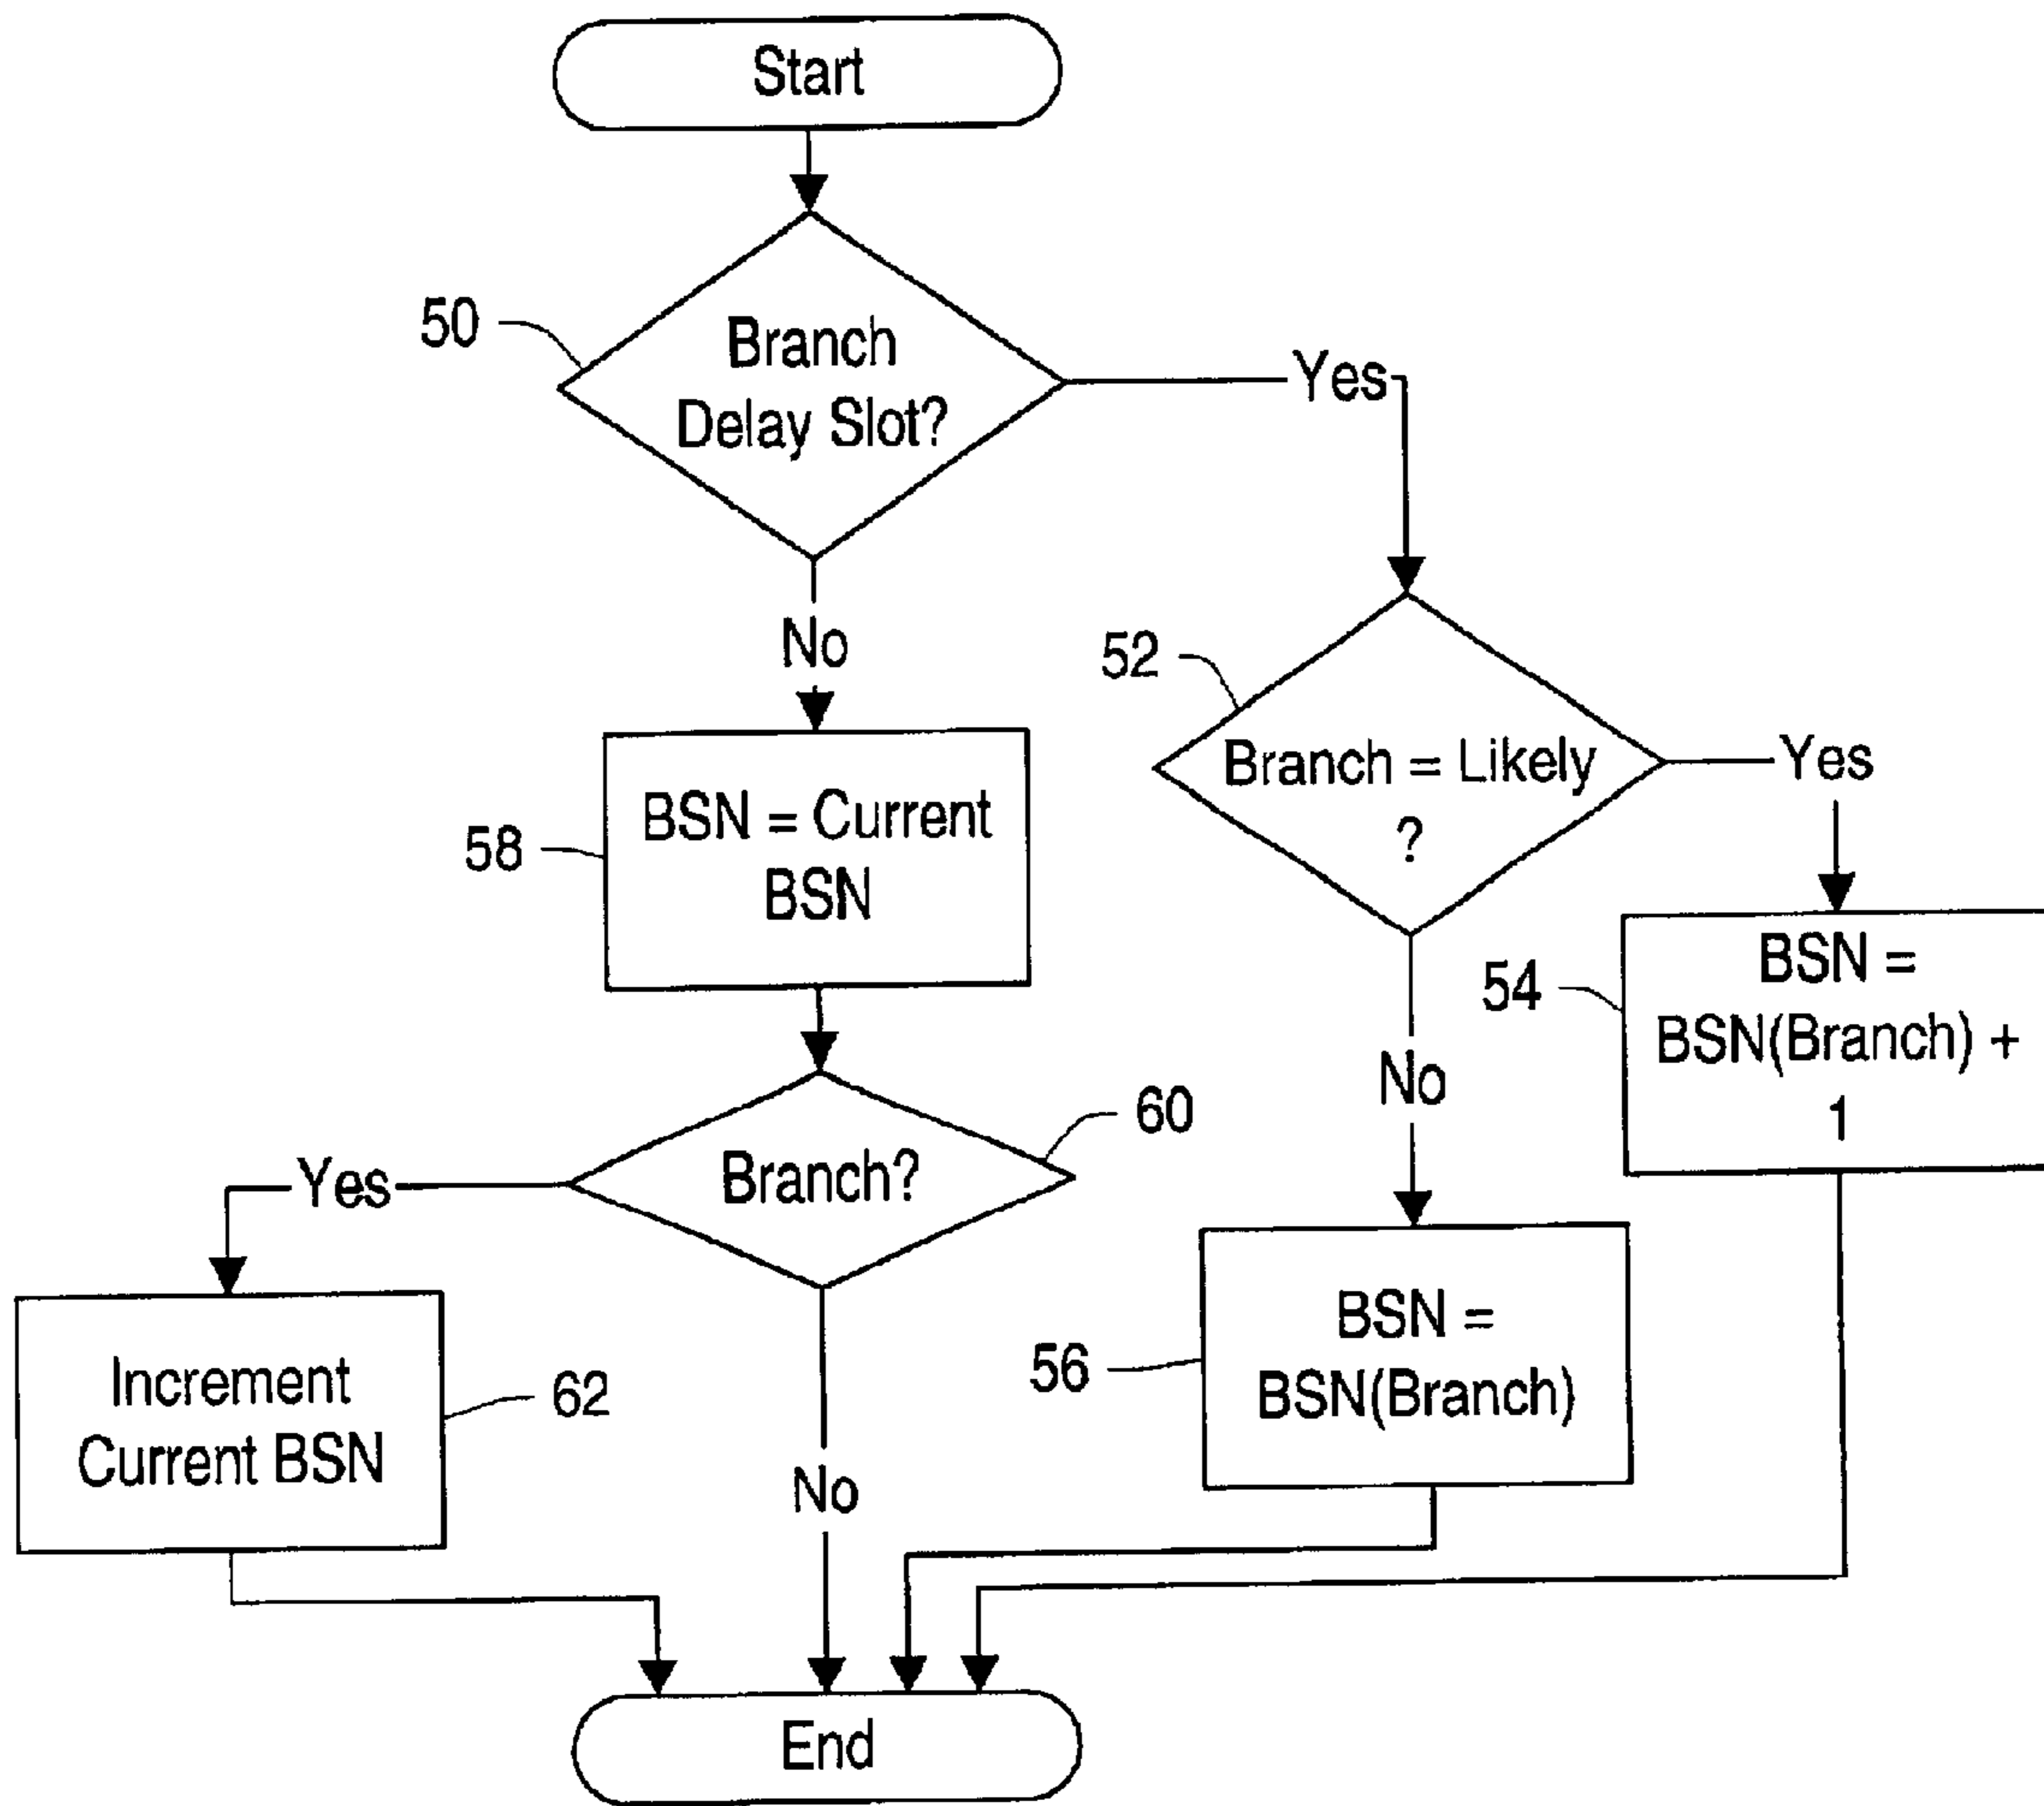 Start
50
Branch
Delay Slot?
Yes
No
52
Branch = Likely
?
Yes
58
BSN = Current
BSN
54
BSN =
BSN(Branch) +
1
No
60
Branch?
Yes
56
BSN =
BSN(Branch)
Increment
Current BSN
62
No
End